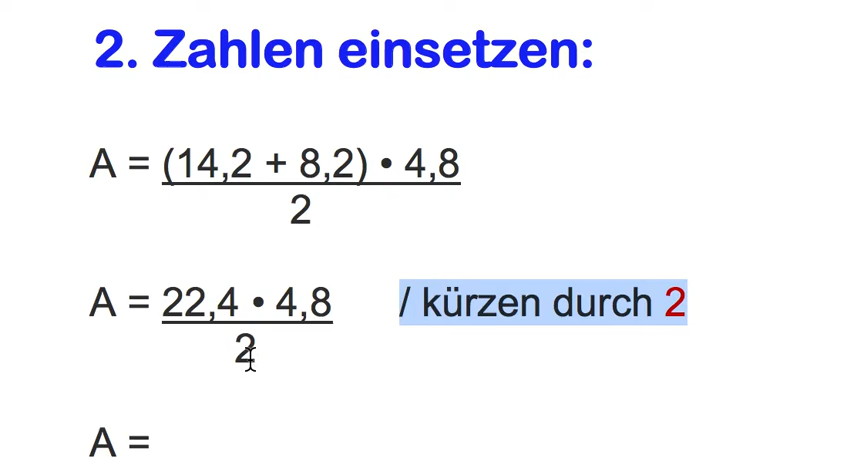 2. Zahlen einsetzen:
A = (14,2 + 8,2) • 4,8
2
A = 22,4 • 4,8 / kürzen durch 2
2
A =